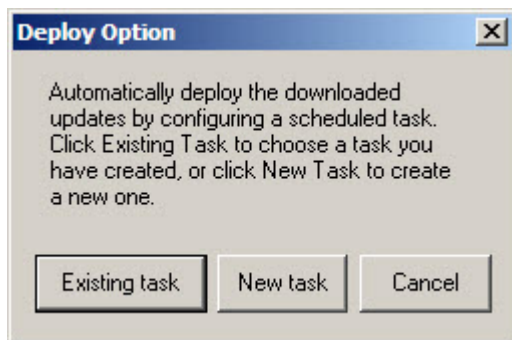 Deploy Option
Automatically deploy the downloaded
updates by configuring a scheduled task.
Click Existing Task to choose a task you
have created, or click New Task to create
a new one.
Existing task New task Cancel